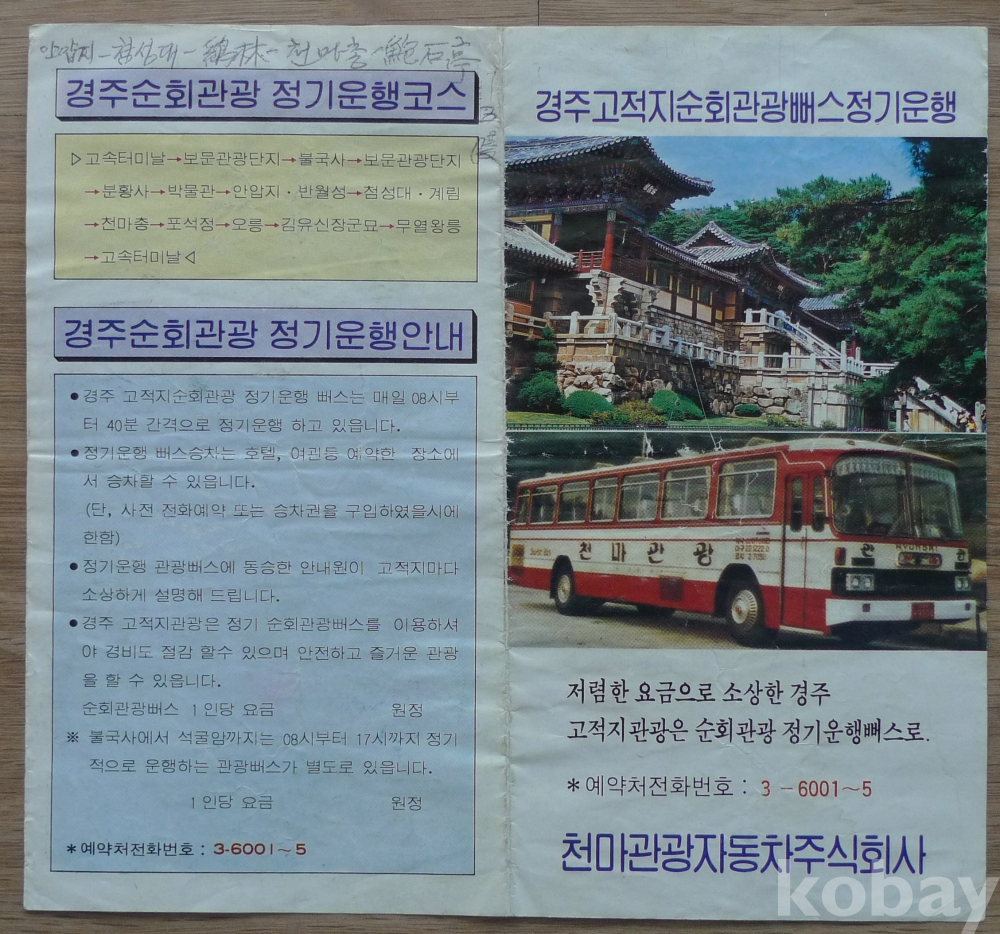 안압지-첨성대-鷄林-천마총-鮑石亭
경주순회관광 정기운행코스
▷고속터미날→보문관광단지→불국사→보문관광단지
→분황사→박물관→안압지·반월성→첨성대·계림
→천마총→포석정→오릉→김유신장군묘→무열왕릉
→고속터미날◁
경주순회관광 정기운행안내
●경주 고적지순회관광 정기운행 뻐스는 매일 08시부
터 40분 간격으로 정기운행 하고 있읍니다.
●정기운행 뻐스승차는 호텔, 여관등 예약한 장소에
서 승차할 수 있읍니다.
(단, 사전 전화예약 또는 승차권을 구입하였을시에
한함)
●정기운행 관광뻐스에 동승한 안내원이 고적지마다
소상하게 설명해 드립니다.
●경주 고적지관광은 정기 순회관광뻐스를 이용하셔
야 경비도 절감 할수 있으며 안전하고 즐거운 관광
을 할 수 있읍니다.
순회관광뻐스 1인당 요금 원정
※ 불국사에서 석굴암까지는 08시부터 17시까지 정기
적으로 운행하는 관광뻐스가 별도로 있읍니다.
1인당 요금 원정
*예약처전화번호 : 3-6001~5
경주고적지순회관광뻐스정기운행
천마관광
저렴한 요금으로 소상한 경주
고적지관광은 순회관광 정기운행뻐스로.
*예약처전화번호 : 3-6001~5
천마관광자동차주식회사
kobay